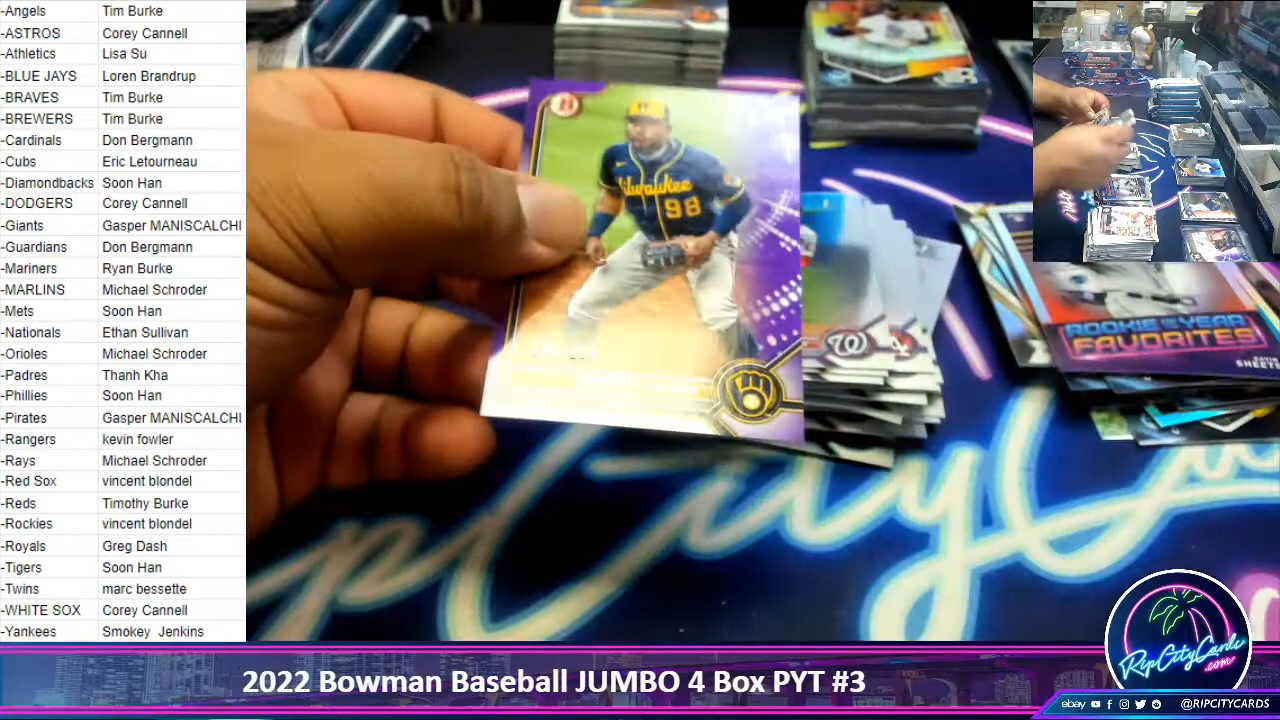 -Angels Tim Burke
-ASTROS Corey Cannell
-Athletics Lisa Su
-BLUE JAYS Loren Brandrup
-BRAVES Tim Burke
-BREWERS Tim Burke
-Cardinals Don Bergmann
-Cubs Eric Letourneau
-Diamondbacks Soon Han
-DODGERS Corey Cannell
-Giants Gasper MANISCALCHI
-Guardians Don Bergmann
-Mariners Ryan Burke
-MARLINS Michael Schroder
-Mets Soon Han
-Nationals Ethan Sullivan
-Orioles Michael Schroder
-Padres Thanh Kha
-Phillies Soon Han
-Pirates Gasper MANISCALCHI
-Rangers kevin fowler
-Rays Michael Schroder
-Red Sox vincent blondel
-Reds Timothy Burke
-Rockies vincent blondel
-Royals Greg Dash
-Tigers Soon Han
-Twins marc bessette
-WHITE SOX Corey Cannell
-Yankees Smokey Jenkins
Milwaukee
98
W
ROOKIE OF THE YEAR
FAVORITES
SHEETS
pCityCa
RipCityCards
.com
2022 Bowman Baseball JUMBO 4 Box PYT #3
ebay @RIPCITYCARDS